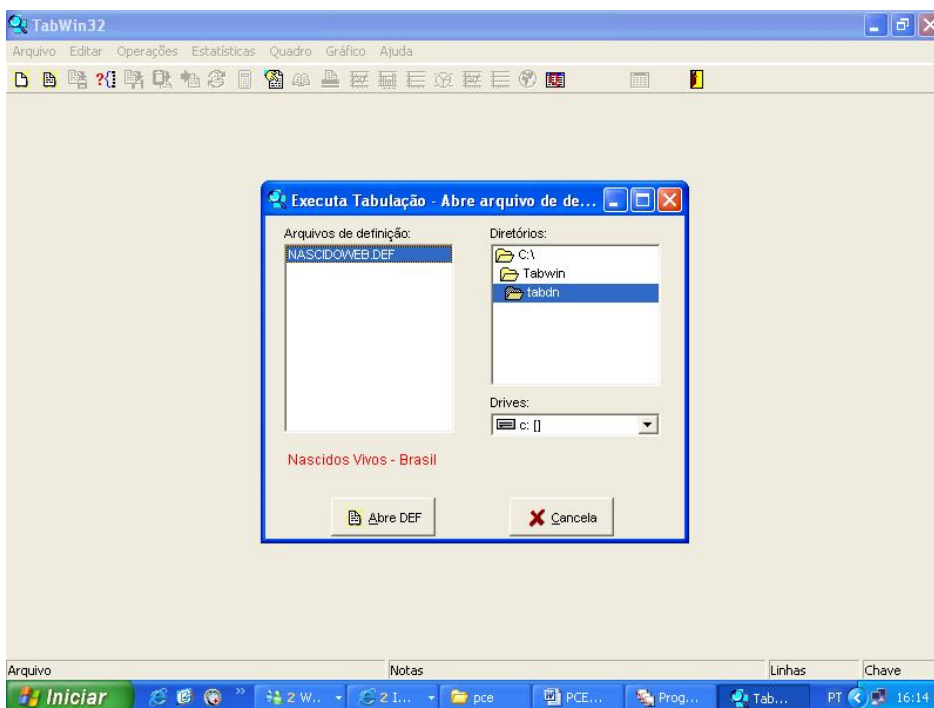 TabWin32
Arquivo Editar Operações Estatísticas Quadro Gráfico Ajuda
Executa Tabulação - Abre arquivo de de...
Arquivos de definição:
NASCIDOWEB.DEF
Diretórios:
C:\
Tabwin
tabdn
Drives:
c: []
Nascidos Vivos - Brasil
Abre DEF
Cancela
Arquivo Notas Linhas Chave
Iniciar » 2 W... 2 I... pce PCE... Prog... Tab... PT 16:14